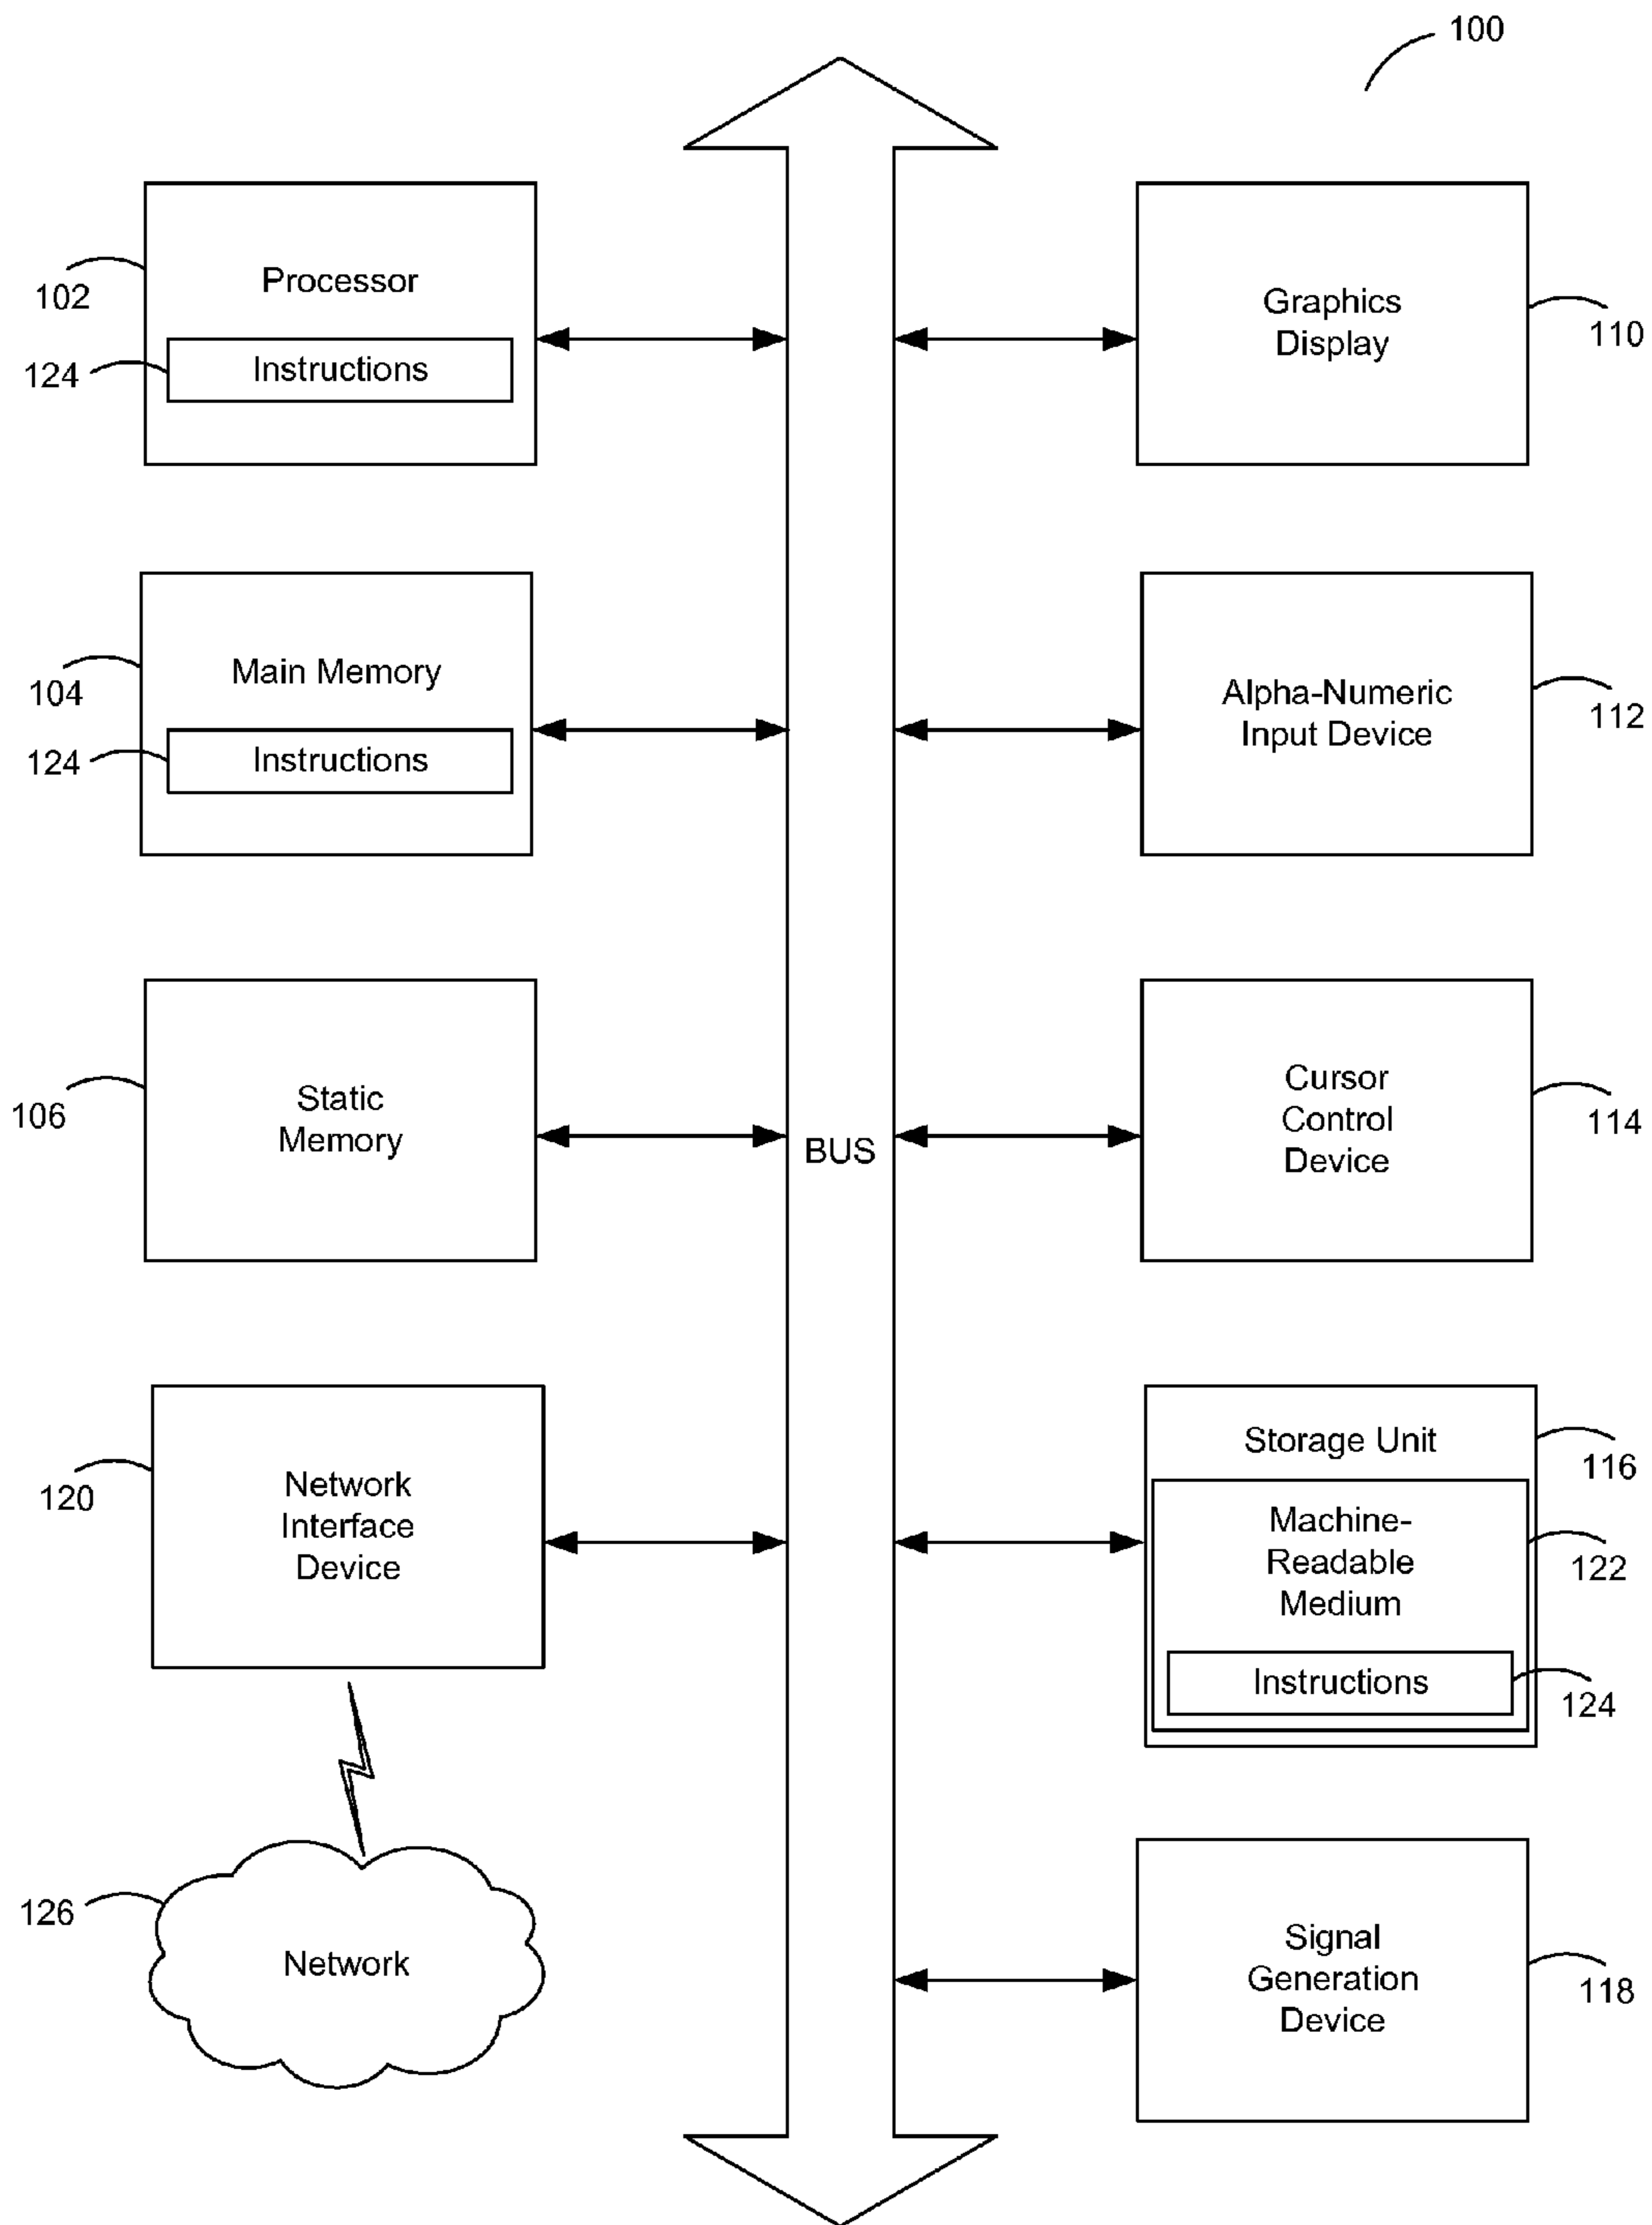 100
Processor
102
124
Instructions
Graphics
Display
110
Main Memory
104
124
Instructions
Alpha-Numeric
Input Device
112
Static
Memory
106
BUS
Cursor
Control
Device
114
Network
Interface
Device
120
Storage Unit
116
Machine-
Readable
Medium
122
Instructions
124
126
Network
Signal
Generation
Device
118